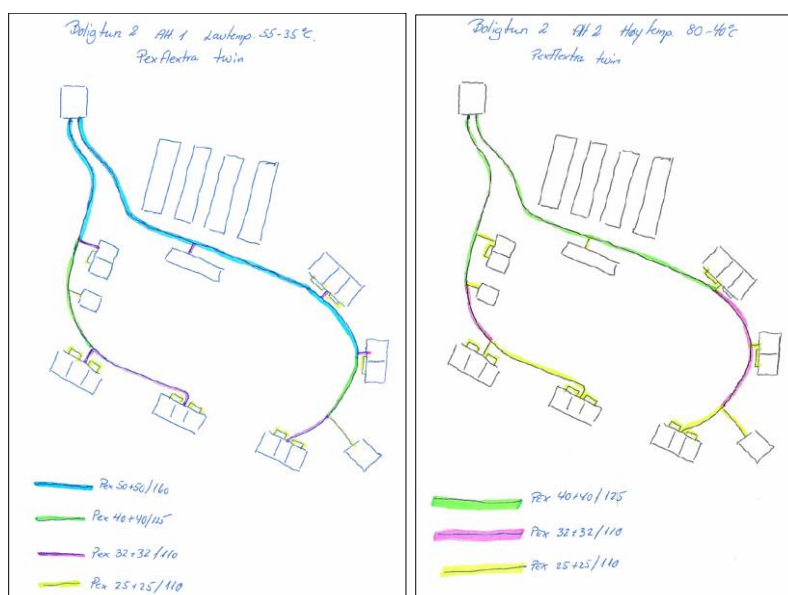 Boligtun 2 Alt. 1 Lavtemp. 55-35°C.
Pexflextra twin
Pex 50+50/160
Pex 40+40/125
Pex 32+32/110
Pex 25+25/110
Boligtun 2 Alt 2 Høytemp. 80-40°C
Pexflextra twin
Pex 40+40/125
Pex 32+32/110
Pex 25+25/110